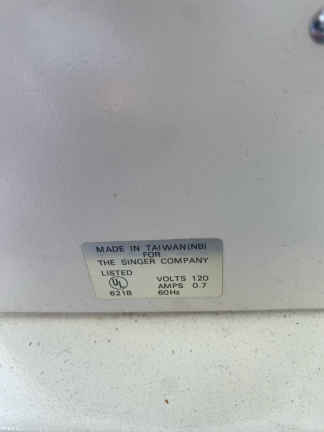 MADE IN TAIWAN(NB)
FOR
THE SINGER COMPANY
LISTED
UL
621B
VOLTS 120
AMPS 0.7
60Hz